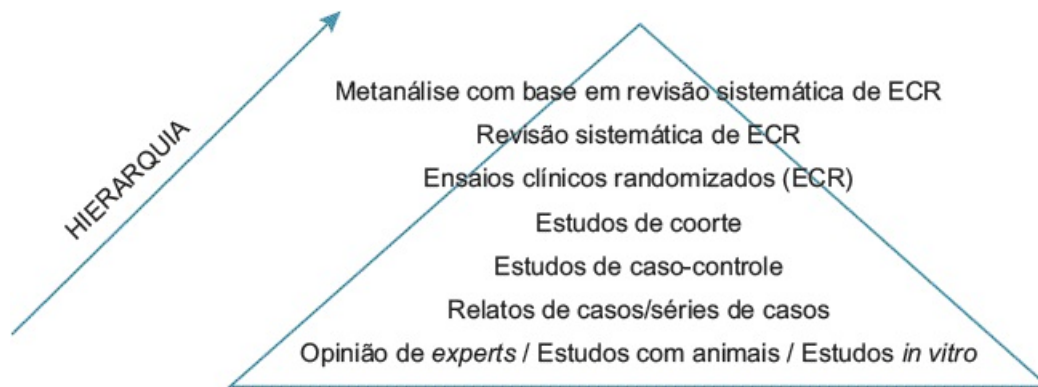 HIERARQUIA
Metanálise com base em revisão sistemática de ECR
Revisão sistemática de ECR
Ensaios clínicos randomizados (ECR)
Estudos de coorte
Estudos de caso-controle
Relatos de casos/séries de casos
Opinião de experts / Estudos com animais / Estudos in vitro